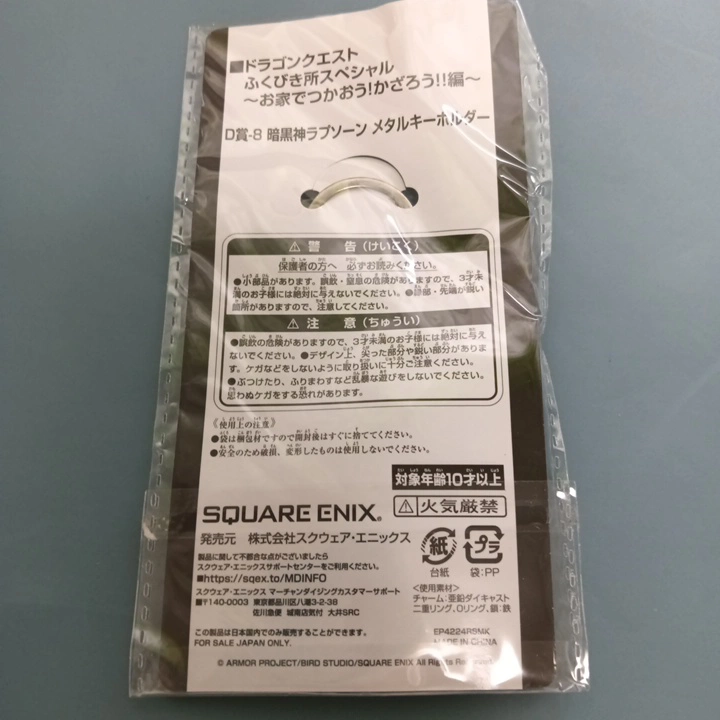 ■ドラゴンクエスト
ふくびき所スペシャル
～お家でつかおう!かざろう!!編～
D賞-8 暗黒神ラプソーン メタルキーホルダー
⚠ 警 告 (けいこく)
保護者の方へ 必ずお読みください。
●小部品があります。誤飲・窒息の危険がありますので、3才未
満のお子様には絶対に与えないでください。●縁部・先端が鋭い
箇所がありますので、注意してください。
⚠ 注 意 (ちゅうい)
●誤飲の危険がありますので、3才未満のお子様には絶対に与え
ないでください。●デザイン上、尖った部分や鋭い部分がありま
す。ケガなどをしないように取り扱いに十分ご注意ください。
●ぶつけたり、ふりまわすなど乱暴な遊びをしないでください。
思わぬケガをする恐れがあります。
《使用上の注意》
●袋は梱包材ですので開封後はすぐに捨ててください。
●安全のため破損、変形したものは使用しないでください。
対象年齢10才以上
SQUARE ENIX®
⚠火気厳禁
発売元 株式会社スクウェア・エニックス
紙
台紙
プラ
袋:PP
製品に関して不都合な点がございましたら
スクウェア・エニックスサポートセンターをご利用ください。
■https://sqex.to/MDINFO
スクウェア・エニックス マーチャンダイジングカスタマーサポート
■〒140-0003 東京都品川区八潮3-2-38
佐川急便 城南店気付 大井SRC
<使用素材>
チャーム:亜鉛ダイキャスト
二重リング、Oリング、鎖:鉄
この製品は日本国内でのみ販売することができます。
FOR SALE JAPAN ONLY.
EP4224RSMK
MADE IN CHINA
© ARMOR PROJECT/BIRD STUDIO/SQUARE ENIX All Rights Reserved.